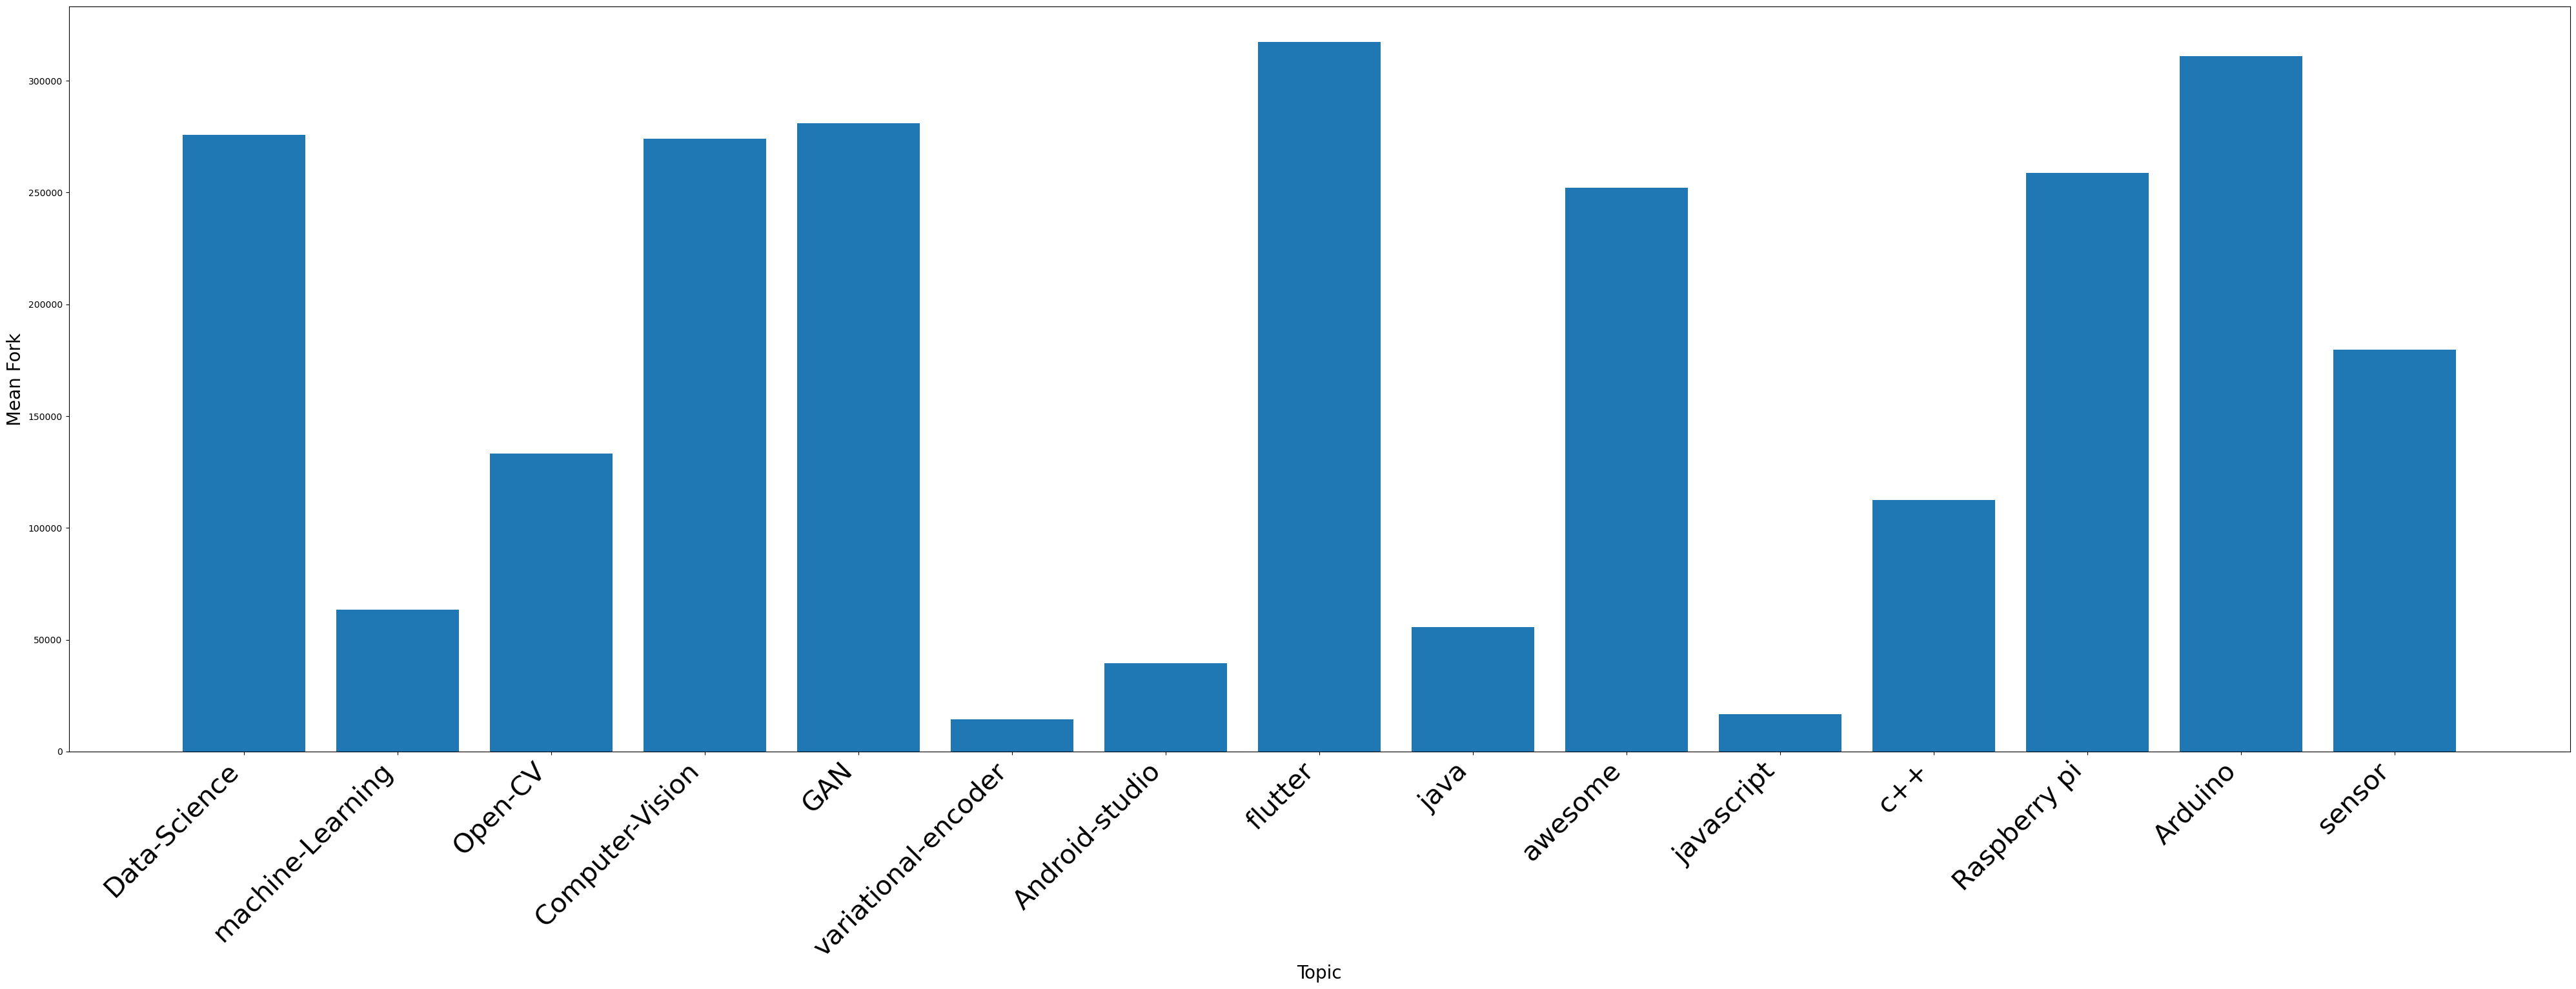 300000
250000
200000
150000
100000
50000
0
Mean Fork
Data-Science
machine-Learning
Open-CV
Computer-Vision
GAN
variational-encoder
Android-studio
flutter
java
awesome
javascript
c++
Raspberry pi
Arduino
sensor
Topic